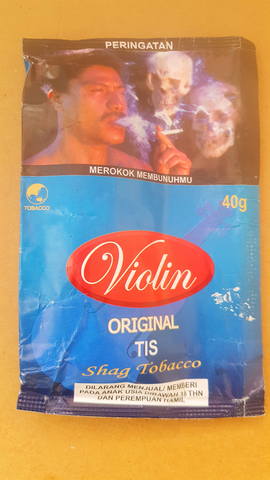 PERINGATAN
MEROKOK MEMBUNUHMU
TOBACCO
40g
Violin
ORIGINAL
TIS
Shag Tobacco
DILARANG MENJUAL/ MEMBERI
PADA ANAK USIA DIBAWAH 18 THN
DAN PEREMPUAN HAMIL